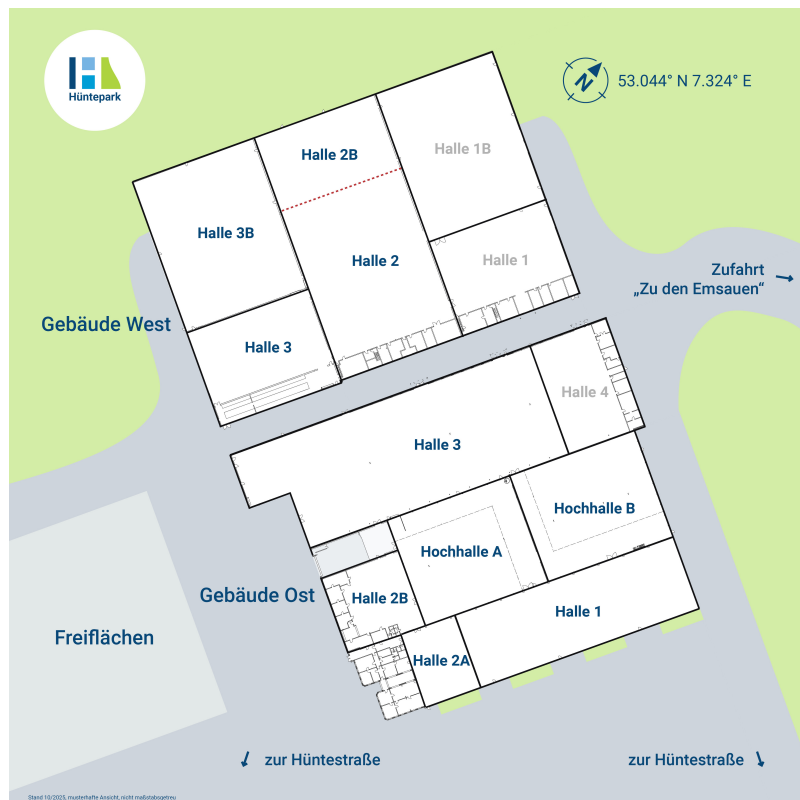 Hüntepark
N
53.044° N 7.324° E
Halle 2B
Halle 1B
Halle 3B
Halle 2
Halle 1
Zufahrt
„Zu den Emsauen“
Gebäude West
Halle 3
Halle 4
Halle 3
Hochhalle B
Hochhalle A
Gebäude Ost
Halle 2B
Halle 1
Freiflächen
Halle 2A
zur Hüntestraße
zur Hüntestraße
Stand 10/2025, musterhafte Ansicht, nicht maßstabsgetreu